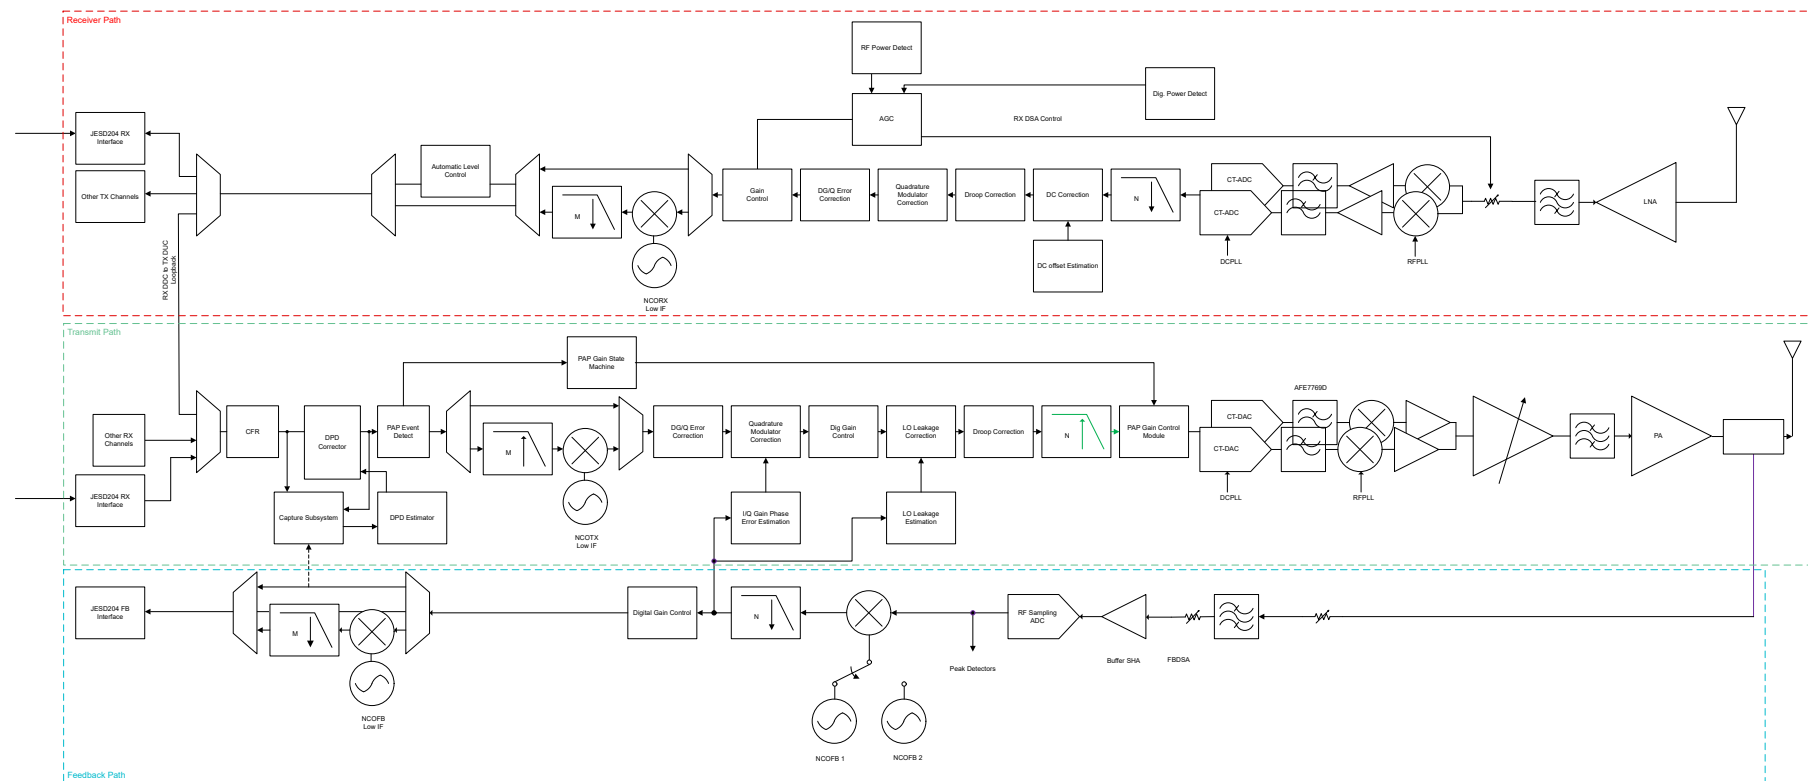 Receiver Path
RF Power Detect
Dig. Power Detect
AGC
RX DSA Control
JESD204 RX
Interface
Other TX Channels
Automatic Level
Control
M
NCORX
Low IF
Gain
Control
DG/Q Error
Correction
Quadrature
Modulator
Correction
Droop Correction
DC Correction
N
DC offset Estimation
CT-ADC
CT-ADC
DCPLL
RFPLL
LNA
RX DDC to TX DUC
Loopback
Transmit Path
PAP Gain State
Machine
AFE7769D
Other RX
Channels
JESD204 RX
Interface
CFR
DPD
Corrector
PAP Event
Detect
Capture Subsystem
DPD Estimator
M
NCOTX
Low IF
DG/Q Error
Correction
Quadrature
Modulator
Correction
Dig Gain
Control
LO Leakage
Correction
Droop Correction
N
PAP Gain Control
Module
I/Q Gain Phase
Error Estimation
LO Leakage
Estimation
CT-DAC
CT-DAC
DCPLL
RFPLL
PA
JESD204 FB
Interface
M
NCOFB
Low IF
Digital Gain Control
N
NCOFB 1
NCOFB 2
Peak Detectors
RF Sampling
ADC
Buffer SHA
FBDSA
Feedback Path